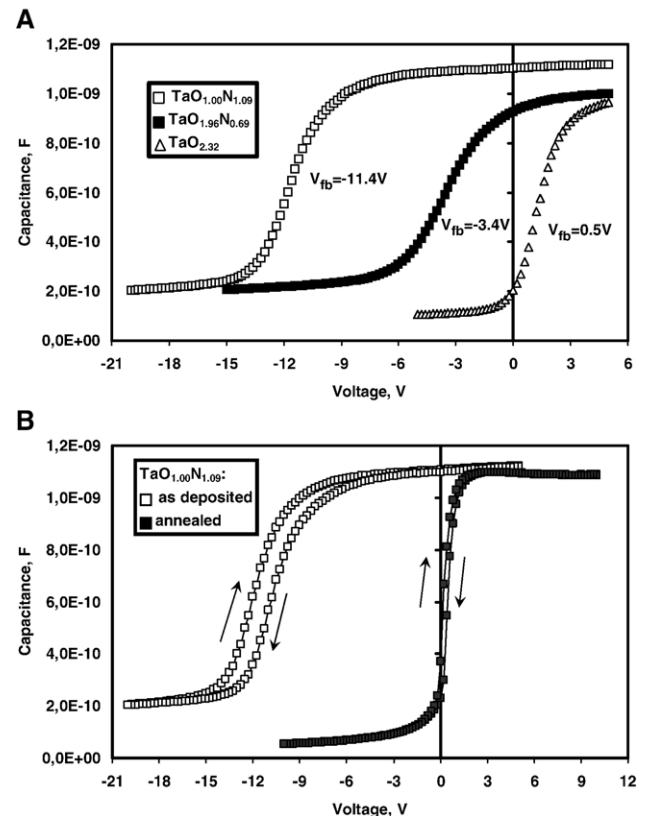 A
1,2E-09
1,0E-09
8,0E-10
6,0E-10
4,0E-10
2,0E-10
0,0E+00
Capacitance, F
TaO1.00N1.09
TaO1.96N0.69
TaO2.32
Vfb=-11.4V
Vfb=-3.4V
Vfb=0.5V
-21 -18 -15 -12 -9 -6 -3 0 3 6
Voltage, V
B
1,2E-09
1,0E-09
8,0E-10
6,0E-10
4,0E-10
2,0E-10
0,0E+00
Capacitance, F
TaO1.00N1.09:
as deposited
annealed
-21 -18 -15 -12 -9 -6 -3 0 3 6 9 12
Voltage, V